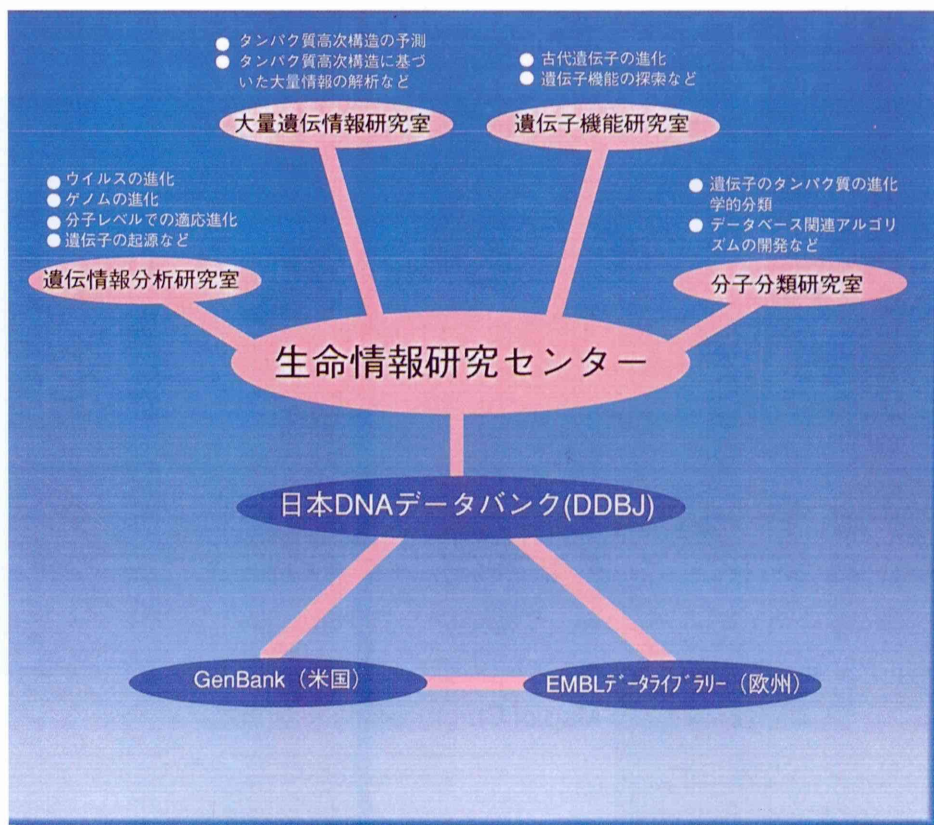 ● タンパク質高次構造の予測
● タンパク質高次構造に基づ
いた大量情報の解析など
大量遺伝情報研究室
● 古代遺伝子の進化
● 遺伝子機能の探索など
遺伝子機能研究室
● ウイルスの進化
● ゲノムの進化
● 分子レベルでの適応進化
● 遺伝子の起源など
遺伝情報分析研究室
● 遺伝子のタンパク質の進化
学的分類
● データベース関連アルゴリ
ズムの開発など
分子分類研究室
生命情報研究センター
日本DNAデータバンク(DDBJ)
GenBank（米国）
EMBLデータライブラリー（欧州）